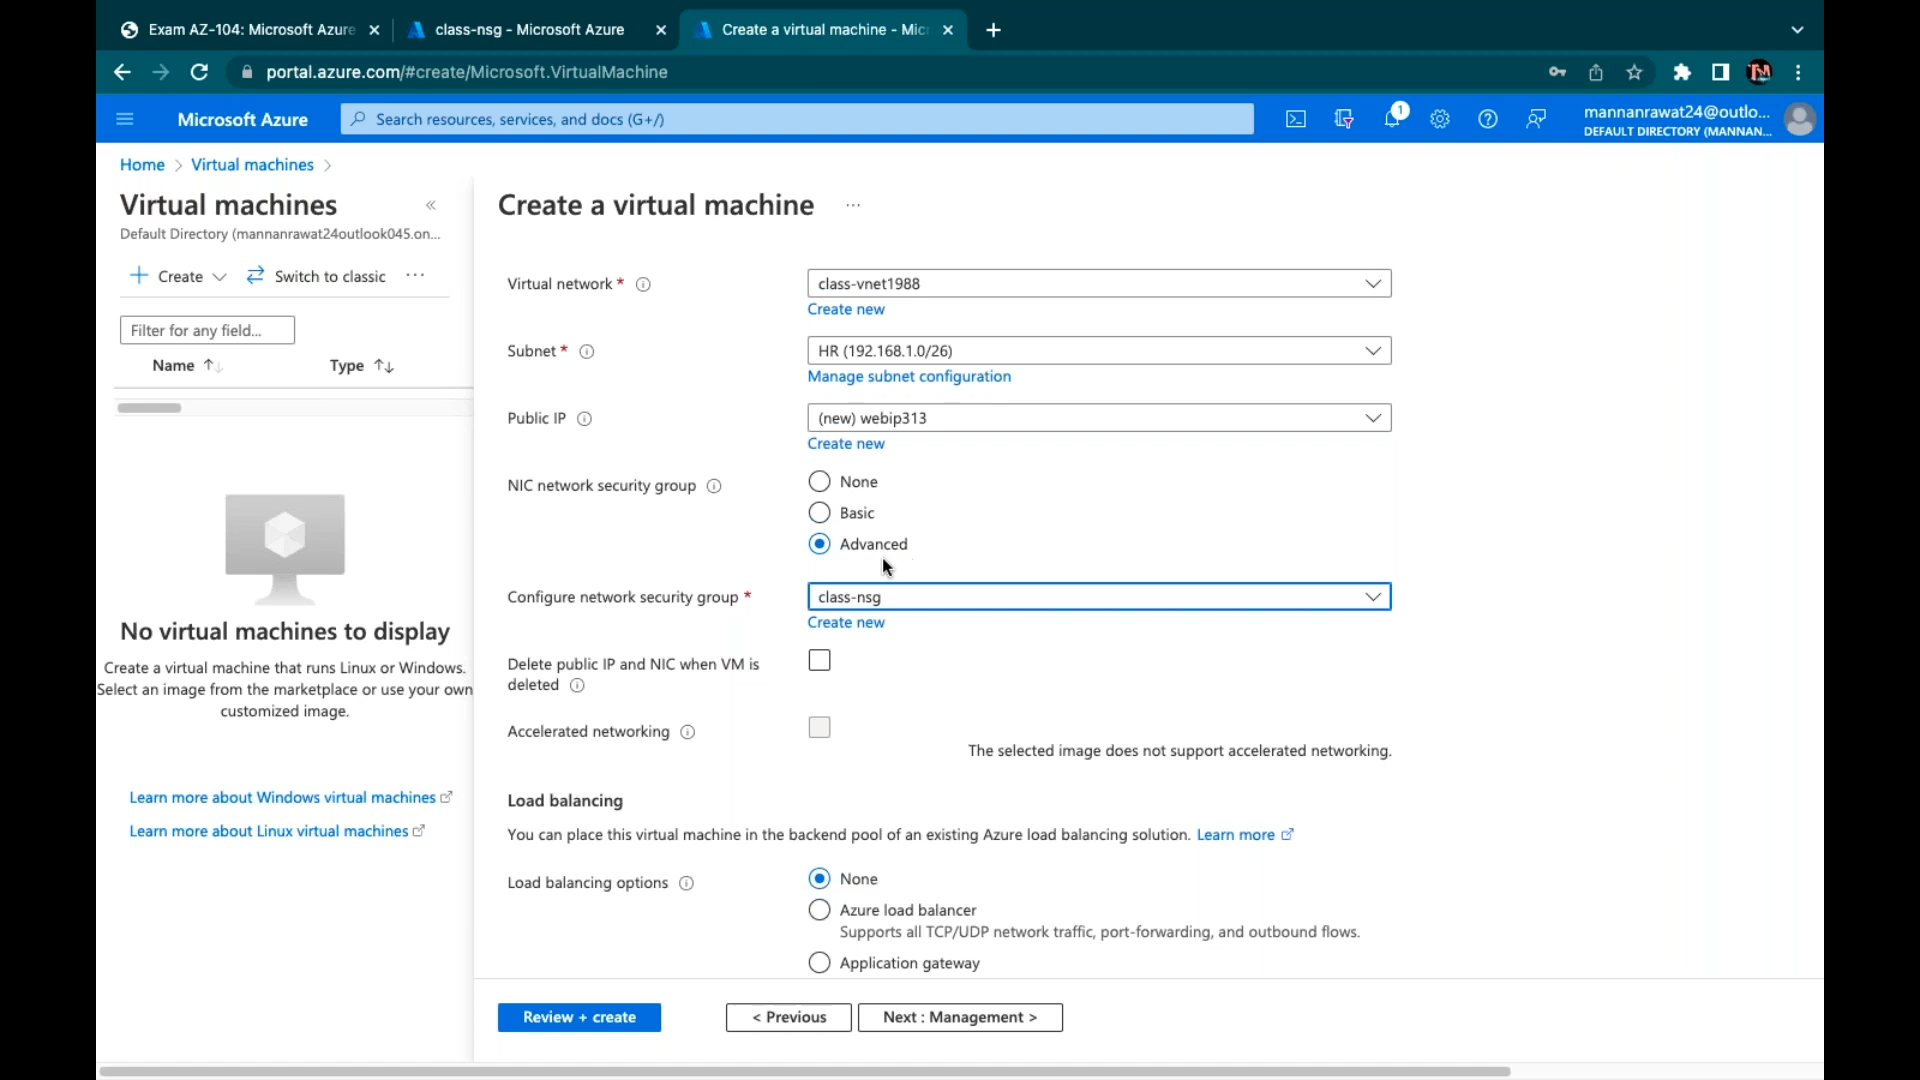 Exam AZ-104: Microsoft Azure
class-nsg - Microsoft Azure
Create a virtual machine - Mic
portal.azure.com/#create/Microsoft.VirtualMachine
Microsoft Azure
Search resources, services, and docs (G+/)
1
mannanrawat24@outlo...
DEFAULT DIRECTORY (MANNAN...
Home > Virtual machines >
Virtual machines
Default Directory (mannanrawat24outlook045.on...
Create
Switch to classic
Filter for any field...
Name
Type
No virtual machines to display
Create a virtual machine that runs Linux or Windows.
Select an image from the marketplace or use your own
customized image.
Learn more about Windows virtual machines
Learn more about Linux virtual machines
Create a virtual machine
Virtual network *
class-vnet1988
Create new
Subnet *
HR (192.168.1.0/26)
Manage subnet configuration
Public IP
(new) webip313
Create new
NIC network security group
None
Basic
Advanced
Configure network security group *
class-nsg
Create new
Delete public IP and NIC when VM is
deleted
Accelerated networking
The selected image does not support accelerated networking.
Load balancing
You can place this virtual machine in the backend pool of an existing Azure load balancing solution. Learn more
Load balancing options
None
Azure load balancer
Supports all TCP/UDP network traffic, port-forwarding, and outbound flows.
Application gateway
Review + create
< Previous
Next : Management >